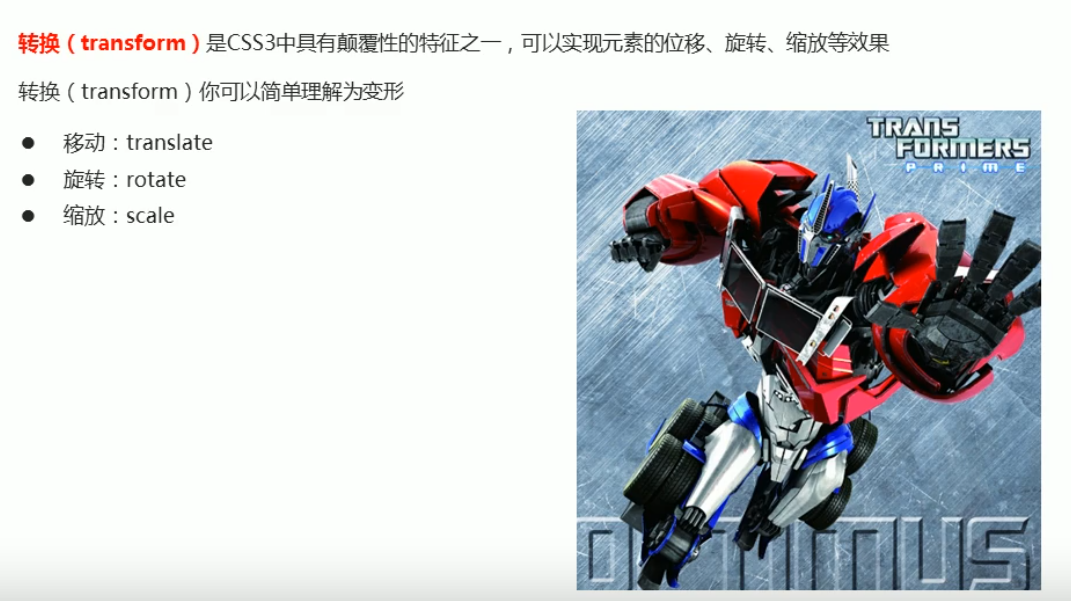 转换（transform）是CSS3中具有颠覆性的特征之一，可以实现元素的位移、旋转、缩放等效果
转换（transform）你可以简单理解为变形
● 移动：translate
● 旋转：rotate
● 缩放：scale
TRANSFORMERS
PRIME
OPTIMUS